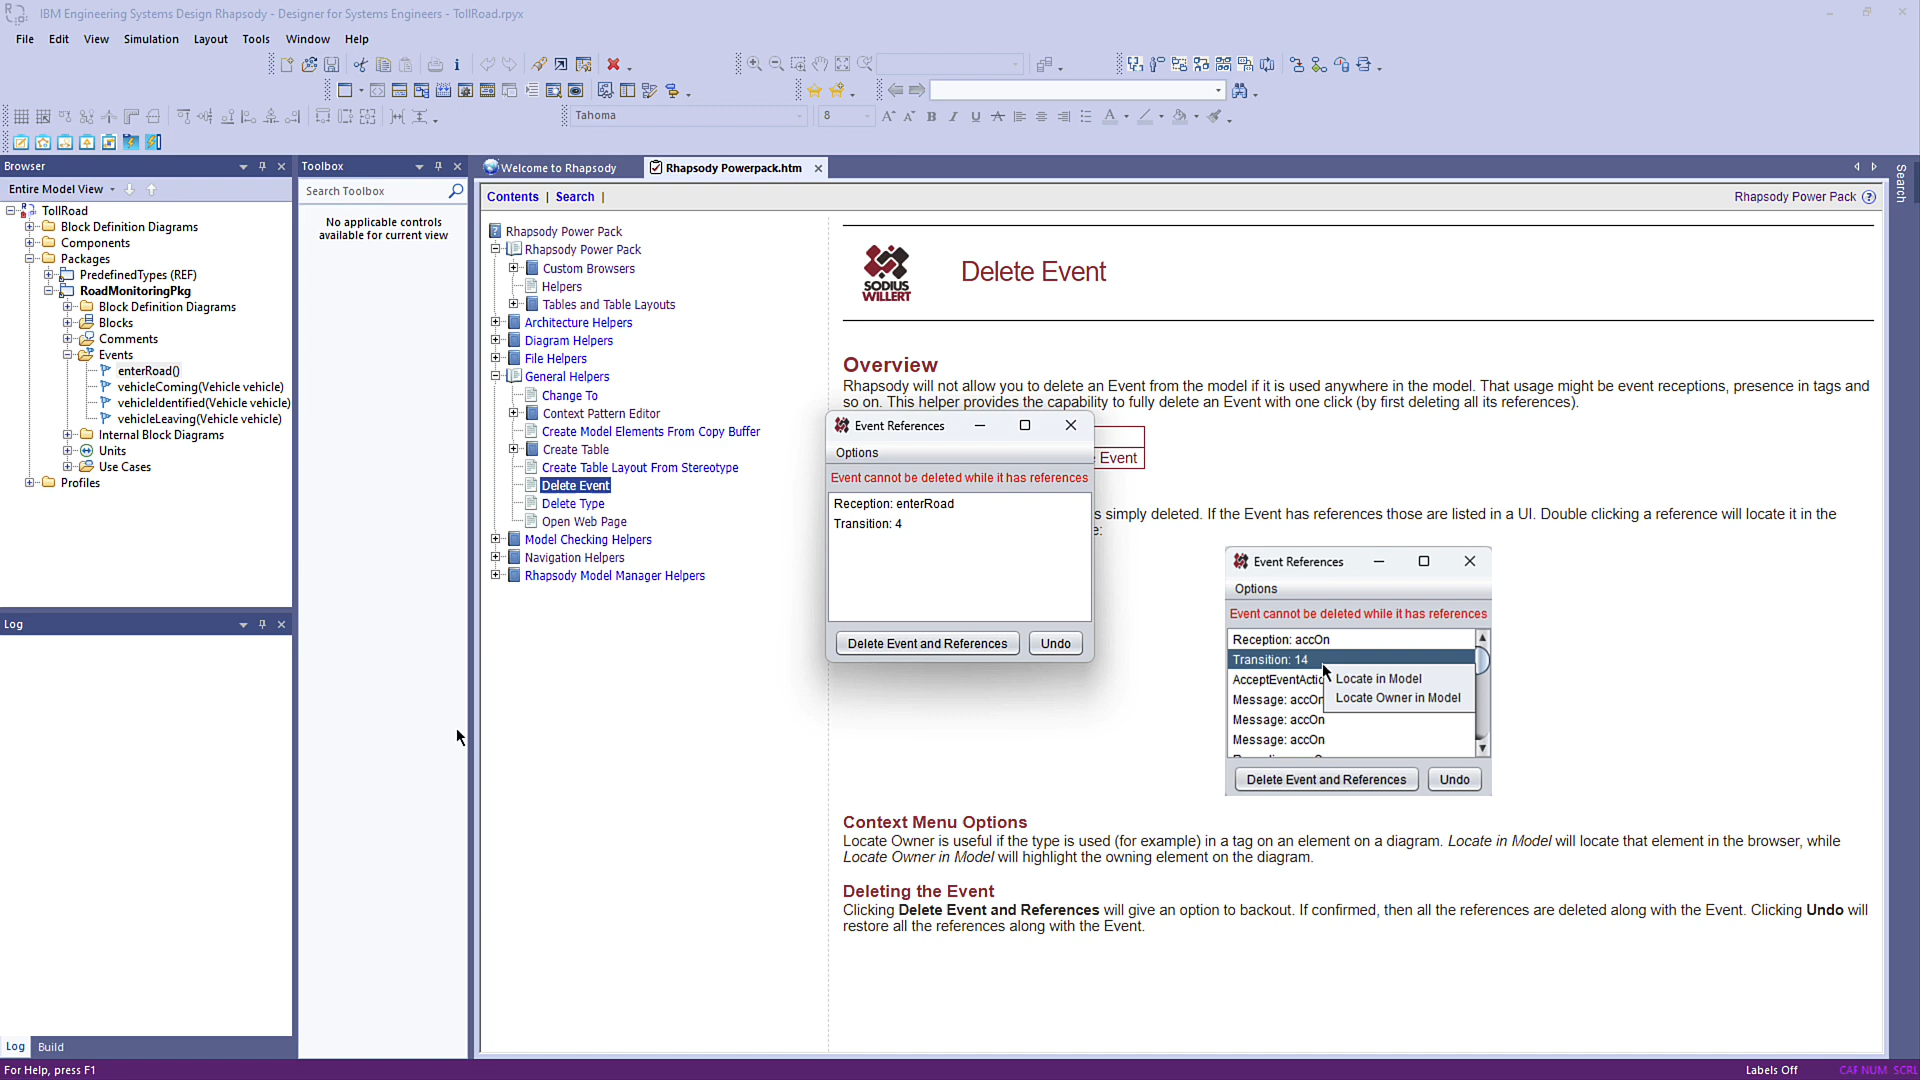 IBM Engineering Systems Design Rhapsody - Designer for Systems Engineers - TollRoad.rpyx
File Edit View Simulation Layout Tools Window Help
Tahoma 8
Browser
Entire Model View
TollRoad
Block Definition Diagrams
Components
Packages
PredefinedTypes (REF)
RoadMonitoringPkg
Block Definition Diagrams
Blocks
Comments
Events
enterRoad()
vehicleComing(Vehicle vehicle)
vehicleIdentified(Vehicle vehicle)
vehicleLeaving(Vehicle vehicle)
Internal Block Diagrams
Units
Use Cases
Profiles
Log
Log Build
Toolbox
Search Toolbox
No applicable controls
available for current view
Welcome to Rhapsody Rhapsody Powerpack.htm
Search
Contents | Search | Rhapsody Power Pack
Rhapsody Power Pack
Rhapsody Power Pack
Custom Browsers
Helpers
Tables and Table Layouts
Architecture Helpers
Diagram Helpers
File Helpers
General Helpers
Change To
Context Pattern Editor
Create Model Elements From Copy Buffer
Create Table
Create Table Layout From Stereotype
Delete Event
Delete Type
Open Web Page
Model Checking Helpers
Navigation Helpers
Rhapsody Model Manager Helpers
SODIUS
WILLERT
Delete Event
Overview
Rhapsody will not allow you to delete an Event from the model if it is used anywhere in the model. That usage might be event receptions, presence in tags and
so on. This helper provides the capability to fully delete an Event with one click (by first deleting all its references).
Event
s simply deleted. If the Event has references those are listed in a UI. Double clicking a reference will locate it in the
e:
Event References
Options
Event cannot be deleted while it has references
Reception: enterRoad
Transition: 4
Delete Event and References Undo
Event References
Options
Event cannot be deleted while it has references
Reception: accOn
Transition: 14
AcceptEventActic
Message: accOn
Message: accOn
Message: accOn
Locate in Model
Locate Owner in Model
Delete Event and References Undo
Context Menu Options
Locate Owner is useful if the type is used (for example) in a tag on an element on a diagram. Locate in Model will locate that element in the browser, while
Locate Owner in Model will highlight the owning element on the diagram.
Deleting the Event
Clicking Delete Event and References will give an option to backout. If confirmed, then all the references are deleted along with the Event. Clicking Undo will
restore all the references along with the Event.
For Help, press F1
Labels Off CAP NUM SCRL